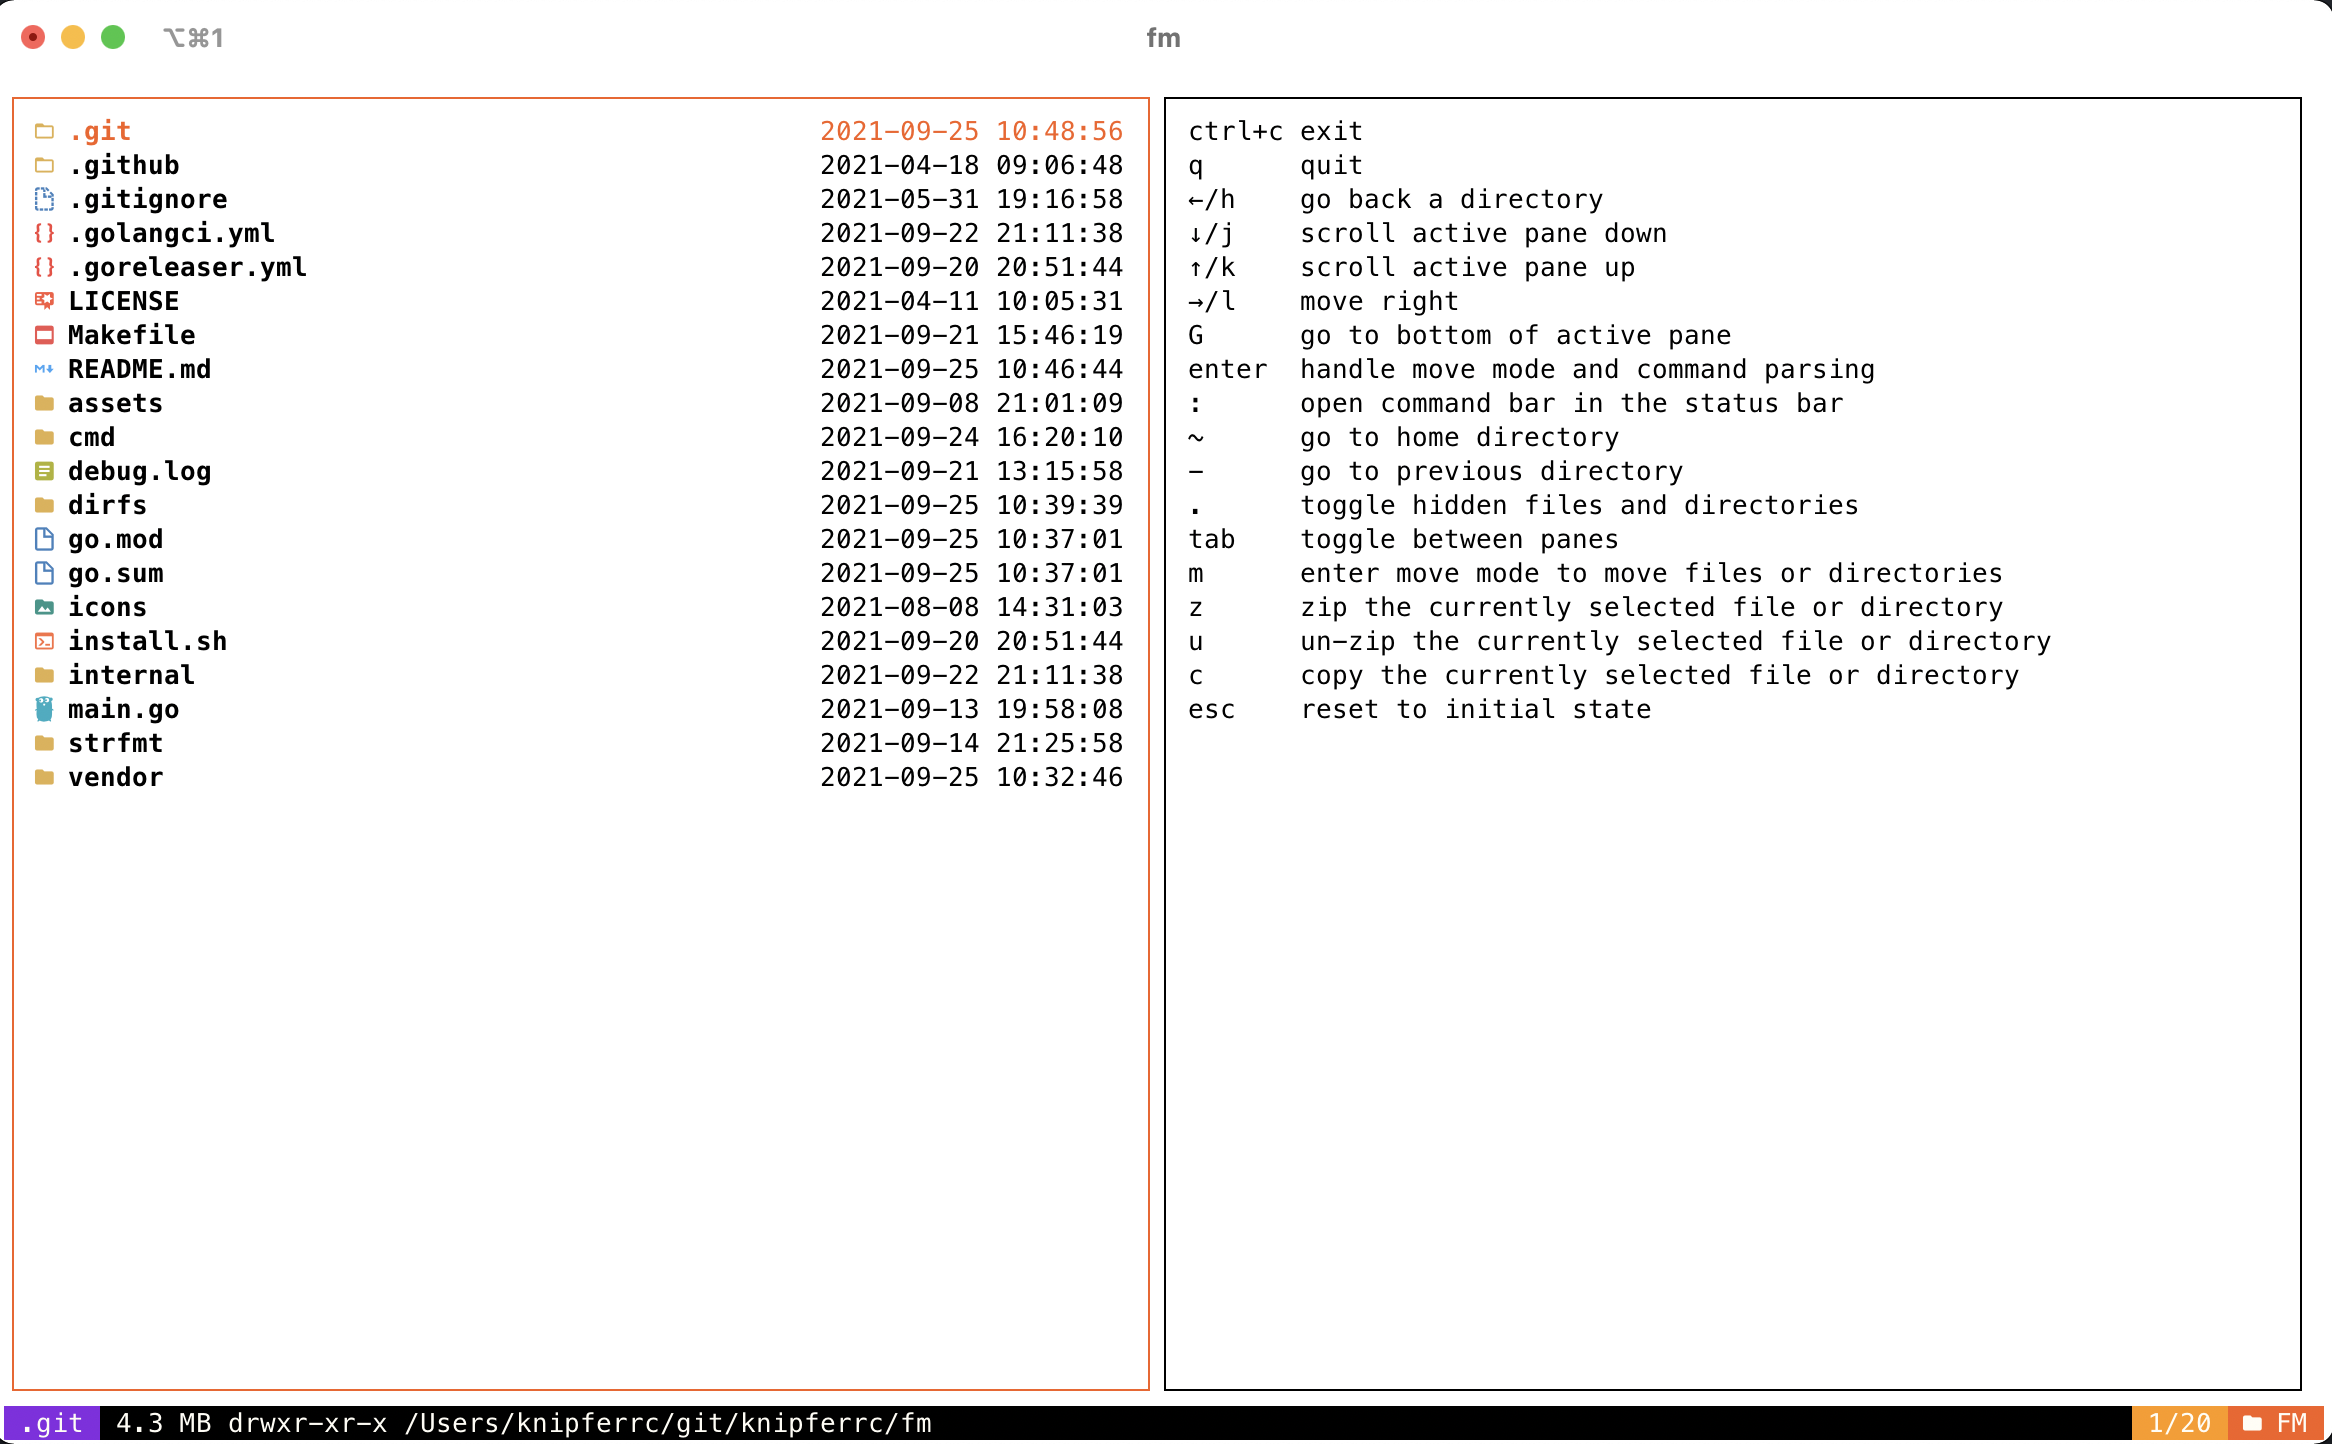 ⌥⌘1
fm
.git 2021-09-25 10:48:56
.github 2021-04-18 09:06:48
.gitignore 2021-05-31 19:16:58
.golangci.yml 2021-09-22 21:11:38
.goreleaser.yml 2021-09-20 20:51:44
LICENSE 2021-04-11 10:05:31
Makefile 2021-09-21 15:46:19
README.md 2021-09-25 10:46:44
assets 2021-09-08 21:01:09
cmd 2021-09-24 16:20:10
debug.log 2021-09-21 13:15:58
dirfs 2021-09-25 10:39:39
go.mod 2021-09-25 10:37:01
go.sum 2021-09-25 10:37:01
icons 2021-08-08 14:31:03
install.sh 2021-09-20 20:51:44
internal 2021-09-22 21:11:38
main.go 2021-09-13 19:58:08
strfmt 2021-09-14 21:25:58
vendor 2021-09-25 10:32:46
ctrl+c exit
q quit
←/h go back a directory
↓/j scroll active pane down
↑/k scroll active pane up
→/l move right
G go to bottom of active pane
enter handle move mode and command parsing
: open command bar in the status bar
~ go to home directory
- go to previous directory
. toggle hidden files and directories
tab toggle between panes
m enter move mode to move files or directories
z zip the currently selected file or directory
u un-zip the currently selected file or directory
c copy the currently selected file or directory
esc reset to initial state
.git 4.3 MB drwxr-xr-x /Users/knipferrc/git/knipferrc/fm 1/20 FM